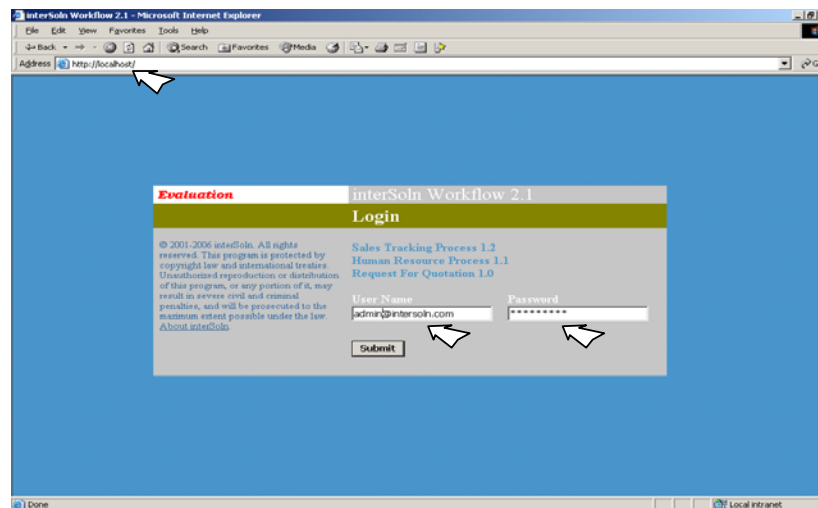 interSoln Workflow 2.1 - Microsoft Internet Explorer
File Edit View Favorites Tools Help
Back Search Favorites Media
Address http://localhost/
Evaluation
interSoln Workflow 2.1
Login
© 2001-2006 interSoln. All rights
reserved. This program is protected by
copyright law and international treaties.
Unauthorized reproduction or distribution
of this program, or any portion of it, may
result in severe civil and criminal
penalties, and will be prosecuted to the
maximum extent possible under the law.
About interSoln.
Sales Tracking Process 1.2
Human Resource Process 1.1
Request For Quotation 1.0
User Name Password
admin@intersoln.com *********
Submit
Done Local intranet